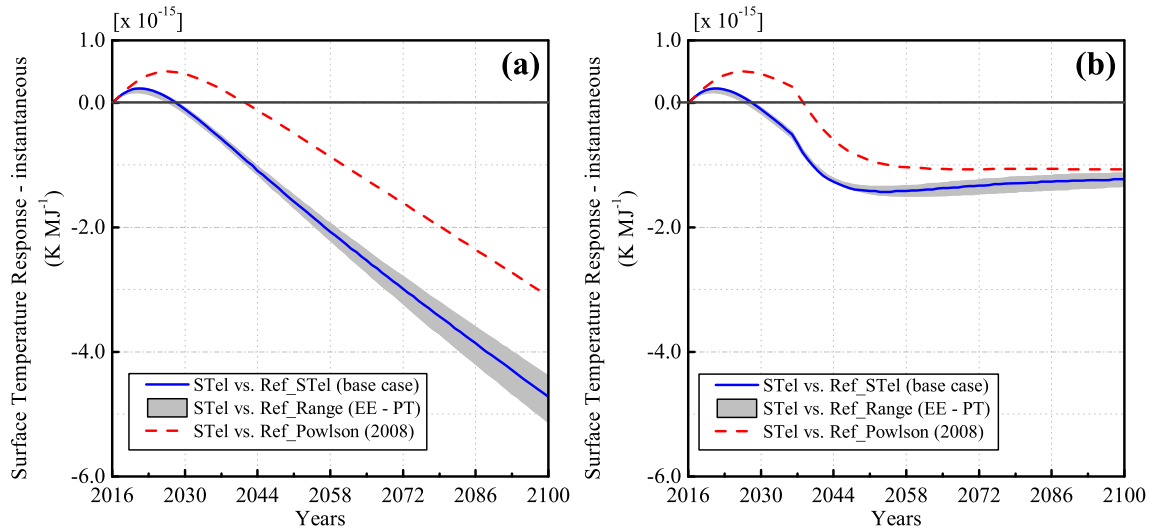 [x 10⁻¹⁵]
(a)
Surface Temperature Response - instantaneous
(K MJ⁻¹)
1.0
0.0
-2.0
-4.0
-6.0
STel vs. Ref_STel (base case)
STel vs. Ref_Range (EE - PT)
STel vs. Ref_Powlson (2008)
2016 2030 2044 2058 2072 2086 2100
Years
[x 10⁻¹⁵]
(b)
Surface Temperature Response - instantaneous
(K MJ⁻¹)
1.0
0.0
-2.0
-4.0
-6.0
STel vs. Ref_STel (base case)
STel vs. Ref_Range (EE - PT)
STel vs. Ref_Powlson (2008)
2016 2030 2044 2058 2072 2086 2100
Years